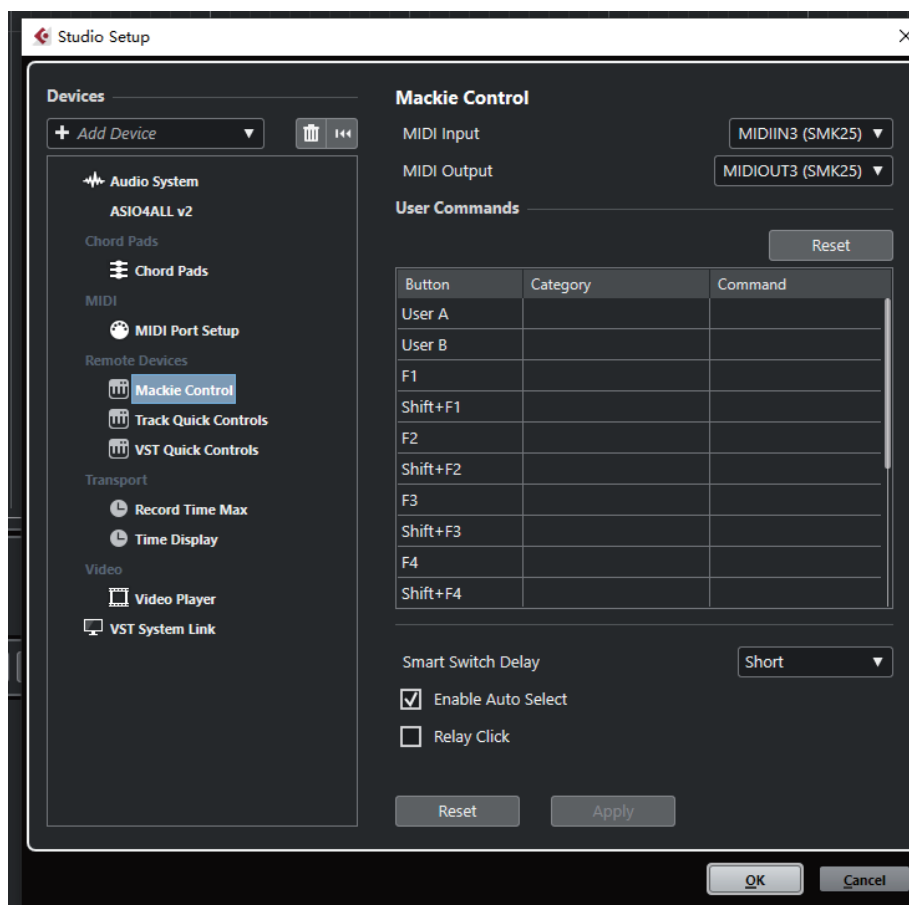 Studio Setup
Devices
Add Device
Audio System
ASIO4ALL v2
Chord Pads
Chord Pads
MIDI
MIDI Port Setup
Remote Devices
Mackie Control
Track Quick Controls
VST Quick Controls
Transport
Record Time Max
Time Display
Video
Video Player
VST System Link
Mackie Control
MIDI Input MIDIIN3 (SMK25)
MIDI Output MIDIOUT3 (SMK25)
User Commands
Reset
Button Category Command
User A
User B
F1
Shift+F1
F2
Shift+F2
F3
Shift+F3
F4
Shift+F4
Smart Switch Delay Short
Enable Auto Select
Relay Click
Reset Apply
OK Cancel